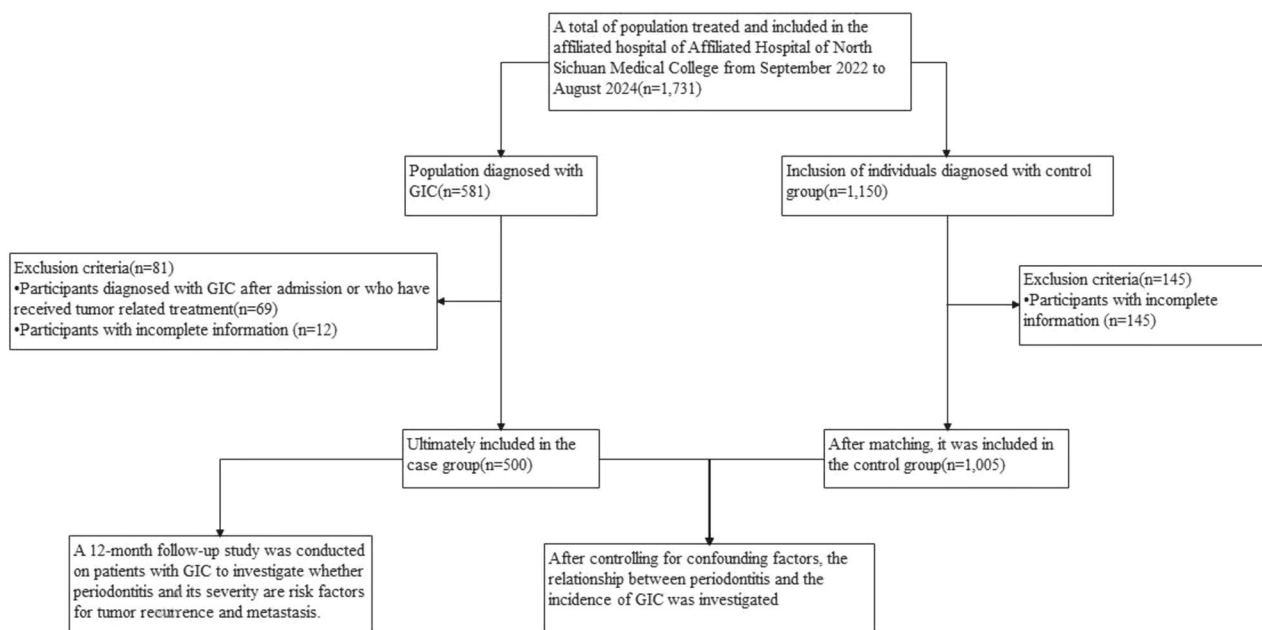 A total of population treated and included in the
affiliated hospital of Affiliated Hospital of North
Sichuan Medical College from September 2022 to
August 2024(n=1,731)
Population diagnosed with
GIC(n=581)
Inclusion of individuals diagnosed with control
group(n=1,150)
Exclusion criteria(n=81)
•Participants diagnosed with GIC after admission or who have
received tumor related treatment(n=69)
•Participants with incomplete information (n=12)
Exclusion criteria(n=145)
•Participants with incomplete
information (n=145)
Ultimately included in the
case group(n=500)
After matching, it was included in
the control group(n=1,005)
A 12-month follow-up study was conducted
on patients with GIC to investigate whether
periodontitis and its severity are risk factors
for tumor recurrence and metastasis.
After controlling for confounding factors, the
relationship between periodontitis and the
incidence of GIC was investigated